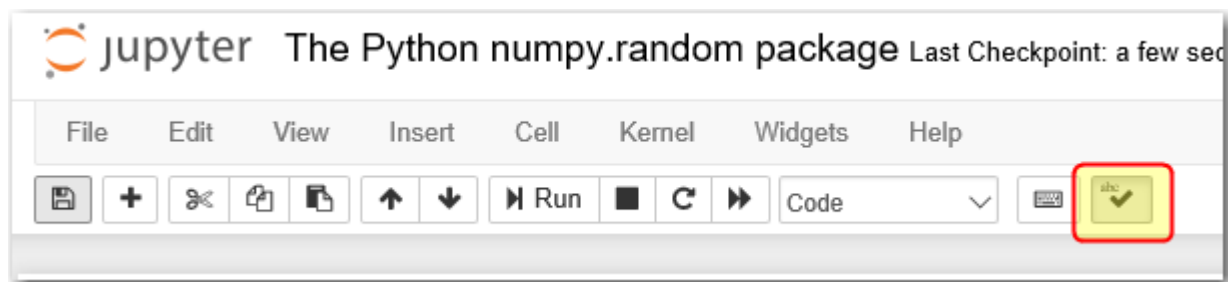 jupyter The Python numpy.random package Last Checkpoint: a few sec
File Edit View Insert Cell Kernel Widgets Help
Run Code abc